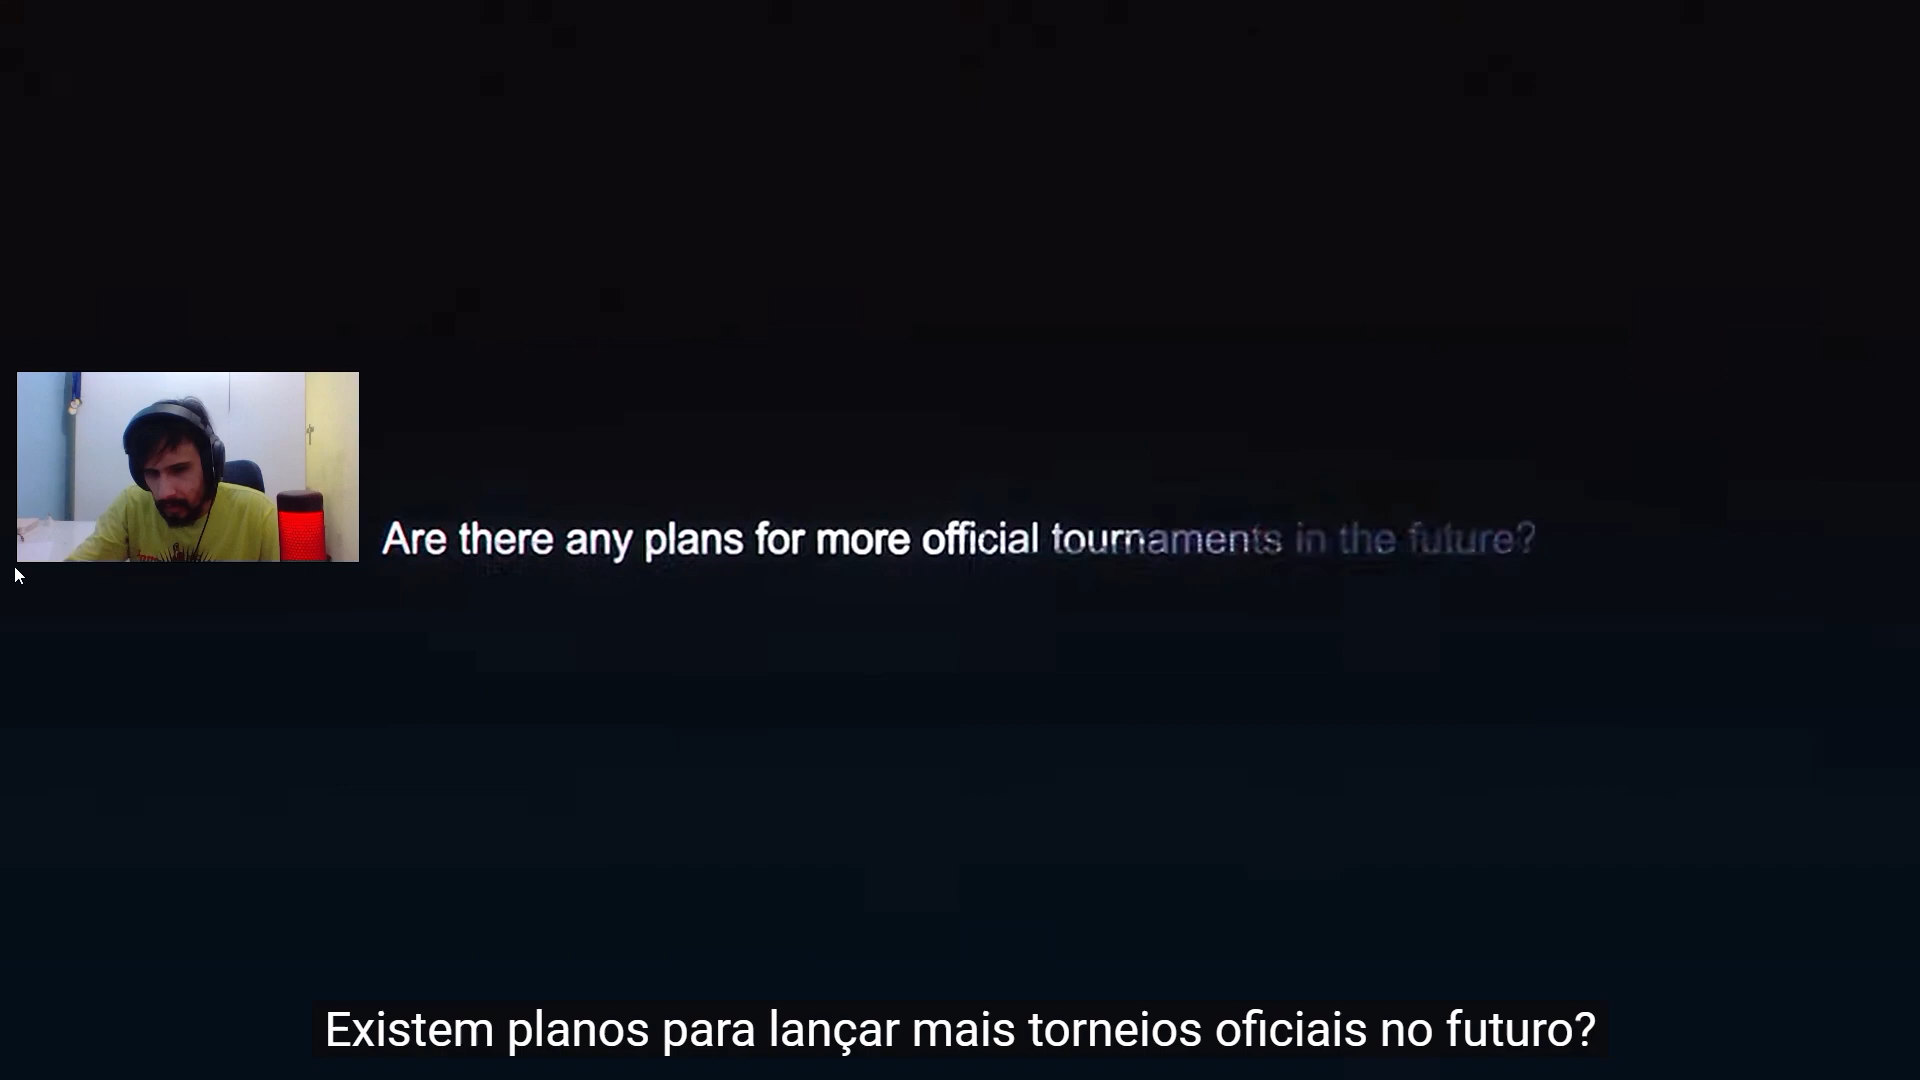 Are there any plans for more official tournaments in the future?
Existem planos para lançar mais torneios oficiais no futuro?